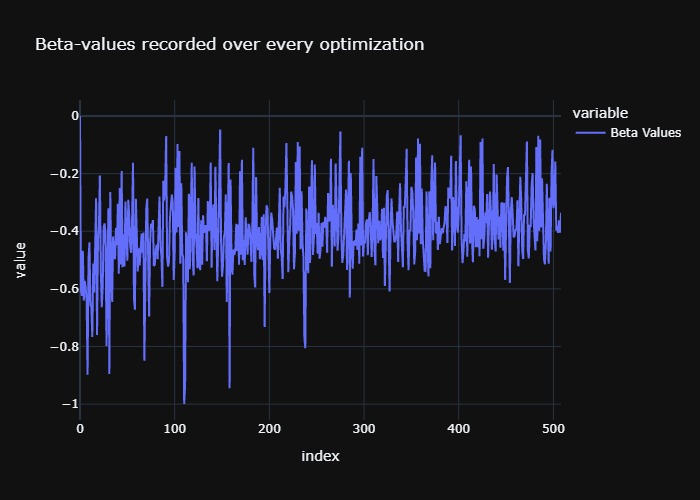 Beta-values recorded over every optimization
variable
Beta Values
value
0
−0.2
−0.4
−0.6
−0.8
−1
0 100 200 300 400 500
index